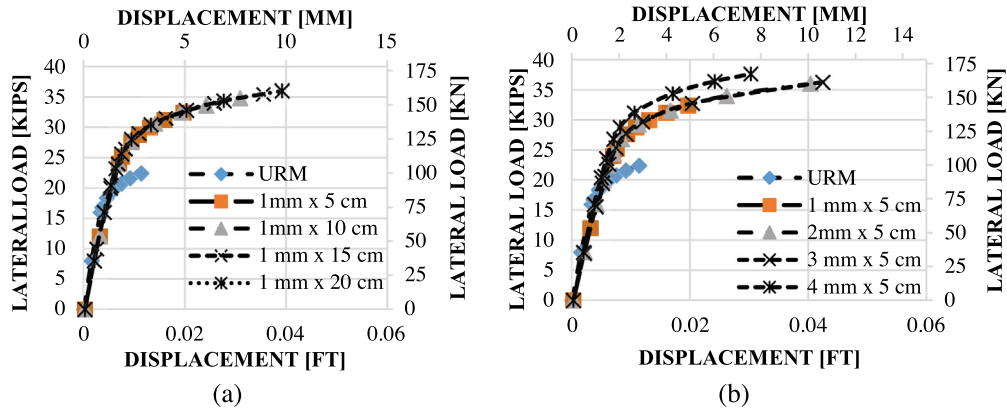 DISPLACEMENT [MM]
0 5 10 15
LATERALLOAD [KIPS]
40
35
30
25
20
15
10
5
0
175
150
125
100
75
50
25
0
LATERAL LOAD [KN]
URM
1mm x 5 cm
1mm x 10 cm
1 mm x 15 cm
1 mm x 20 cm
0 0.02 0.04 0.06
DISPLACEMENT [FT]
(a)
DISPLACEMENT [MM]
0 2 4 6 8 10 12 14
LATERAL LOAD [KIPS]
40
35
30
25
20
15
10
5
0
175
150
125
100
75
50
25
0
LATERAL LOAD [KN]
URM
1 mm x 5 cm
2mm x 5 cm
3 mm x 5 cm
4 mm x 5 cm
0 0.02 0.04 0.06
DISPLACEMENT [FT]
(b)